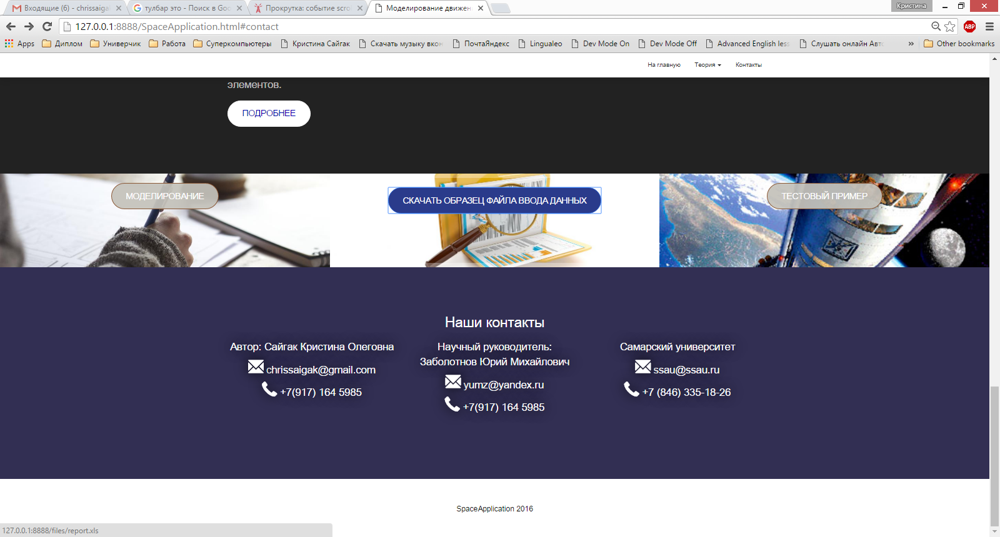 Входящие (6) - chrissaiga
тулбар это - Поиск в Goo
Прокрутка: событие scro
Моделирование движен
Кристина
127.0.0.1:8888/SpaceApplication.html#contact
ABP
Apps
Диплом
Универчик
Работа
Суперкомпьютеры
Кристина Сайгак
Скачать музыку вкон
ПочтаЯндекс
Lingualeo
Dev Mode On
Dev Mode Off
Advanced English less
Слушать онлайн Авто
»
Other bookmarks
На главную
Теория
Контакты
элементов.
ПОДРОБНЕЕ
МОДЕЛИРОВАНИЕ
СКАЧАТЬ ОБРАЗЕЦ ФАЙЛА ВВОДА ДАННЫХ
ТЕСТОВЫЙ ПРИМЕР
Наши контакты
Автор: Сайгак Кристина Олеговна
chrissaigak@gmail.com
+7(917) 164 5985
Научный руководитель:
Заболотнов Юрий Михайлович
yumz@yandex.ru
+7(917) 164 5985
Самарский университет
ssau@ssau.ru
+7 (846) 335-18-26
SpaceApplication 2016
127.0.0.1:8888/files/report.xls